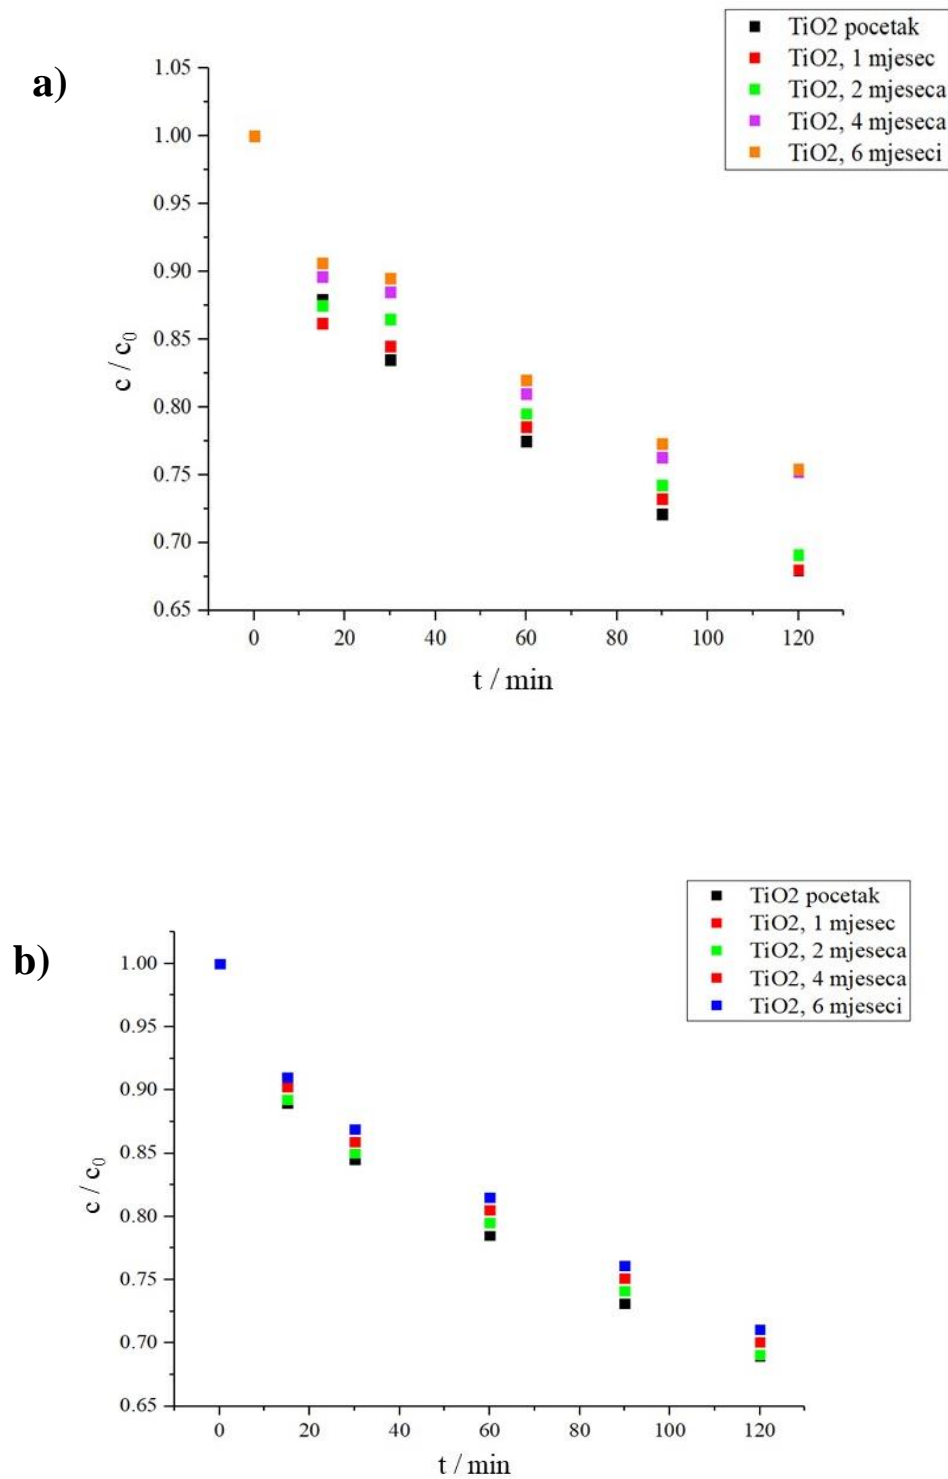 a)
TiO2 pocetak
TiO2, 1 mjesec
TiO2, 2 mjeseca
TiO2, 4 mjeseca
TiO2, 6 mjeseci
1.05
1.00
0.95
0.90
0.85
0.80
0.75
0.70
0.65
c / c₀
0 20 40 60 80 100 120
t / min
b)
TiO2 pocetak
TiO2, 1 mjesec
TiO2, 2 mjeseca
TiO2, 4 mjeseca
TiO2, 6 mjeseci
1.00
0.95
0.90
0.85
0.80
0.75
0.70
0.65
c / c₀
0 20 40 60 80 100 120
t / min